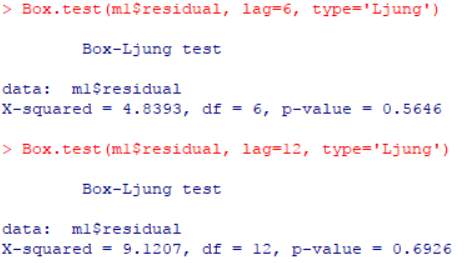 > Box.test(m1$residual, lag=6, type='Ljung')
Box-Ljung test
data:  m1$residual
X-squared = 4.8393, df = 6, p-value = 0.5646
> Box.test(m1$residual, lag=12, type='Ljung')
Box-Ljung test
data:  m1$residual
X-squared = 9.1207, df = 12, p-value = 0.6926